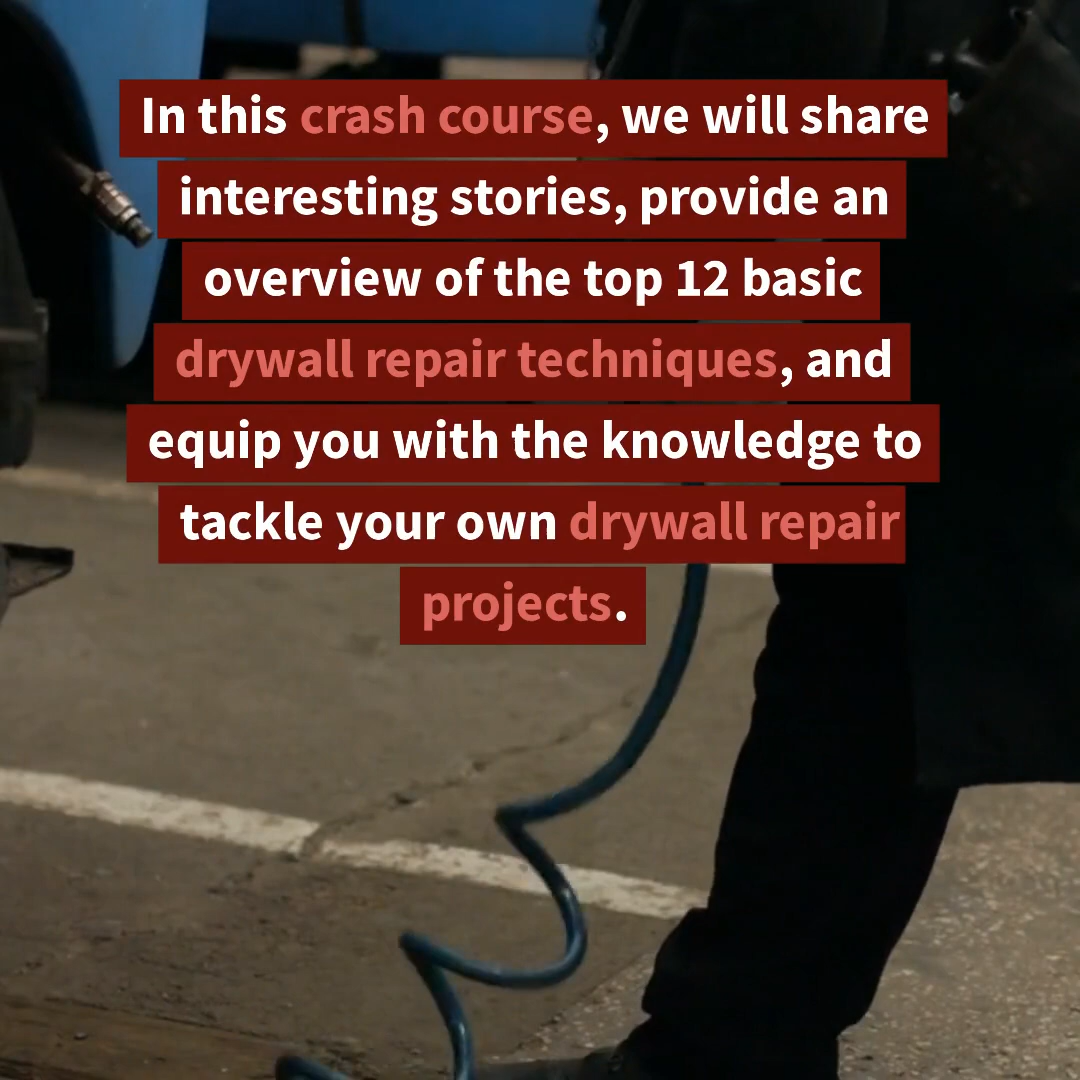 In this crash course, we will share
interesting stories, provide an
overview of the top 12 basic
drywall repair techniques, and
equip you with the knowledge to
tackle your own drywall repair
projects.